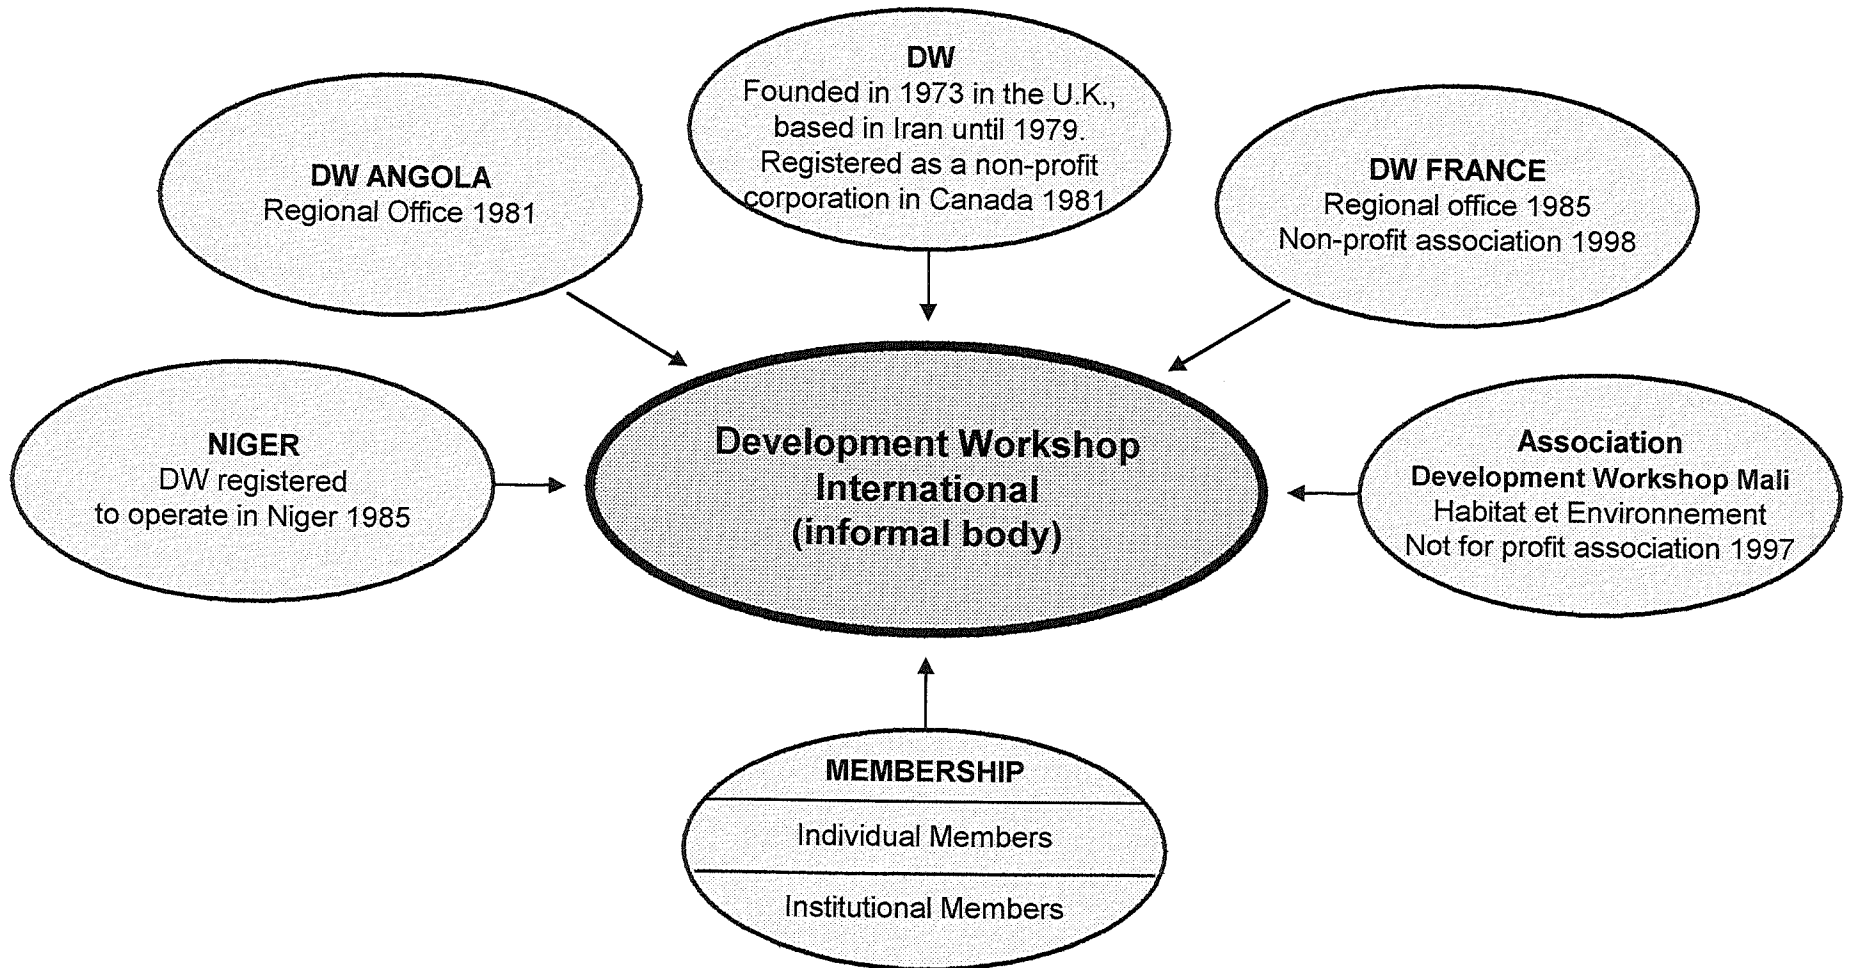 DW
Founded in 1973 in the U.K.,
based in Iran until 1979.
Registered as a non-profit
corporation in Canada 1981
DW ANGOLA
Regional Office 1981
DW FRANCE
Regional office 1985
Non-profit association 1998
NIGER
DW registered
to operate in Niger 1985
Development Workshop
International
(informal body)
Association
Development Workshop Mali
Habitat et Environnement
Not for profit association 1997
MEMBERSHIP
Individual Members
Institutional Members